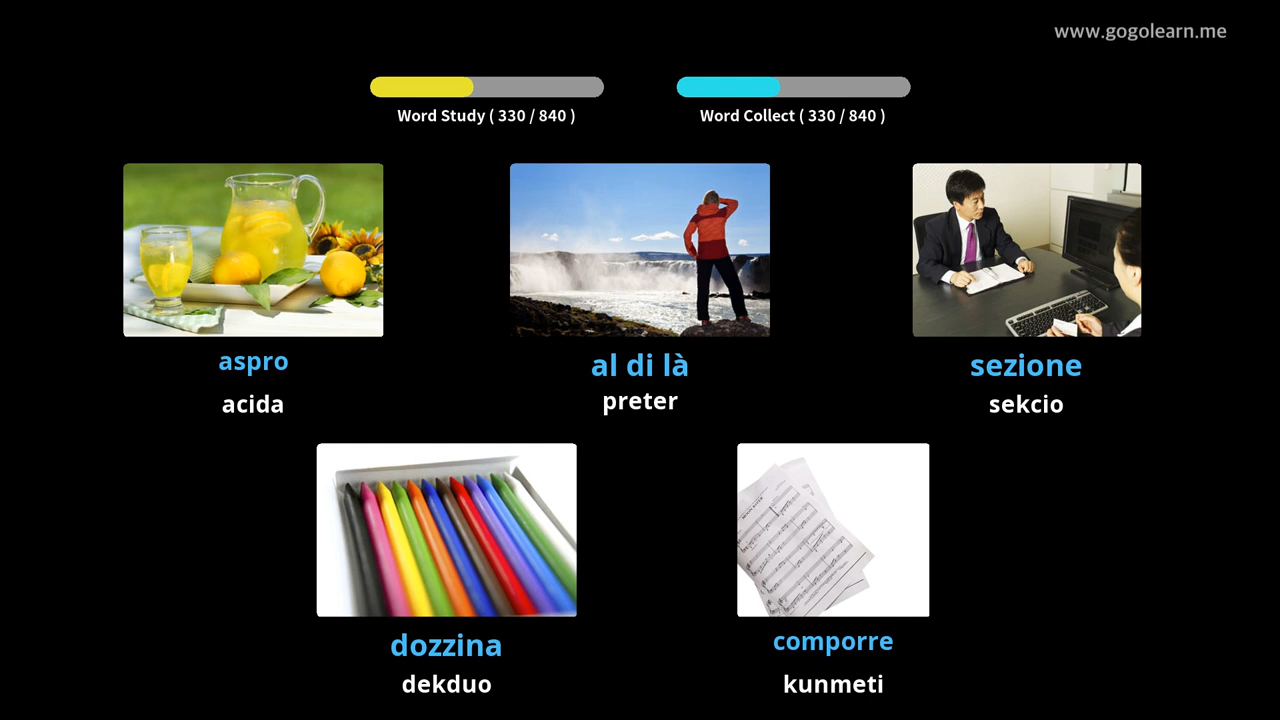 www.gogolearn.me
Word Study ( 330 / 840 )
Word Collect ( 330 / 840 )
aspro
acida
al di là
preter
sezione
sekcio
dozzina
dekduo
comporre
kunmeti